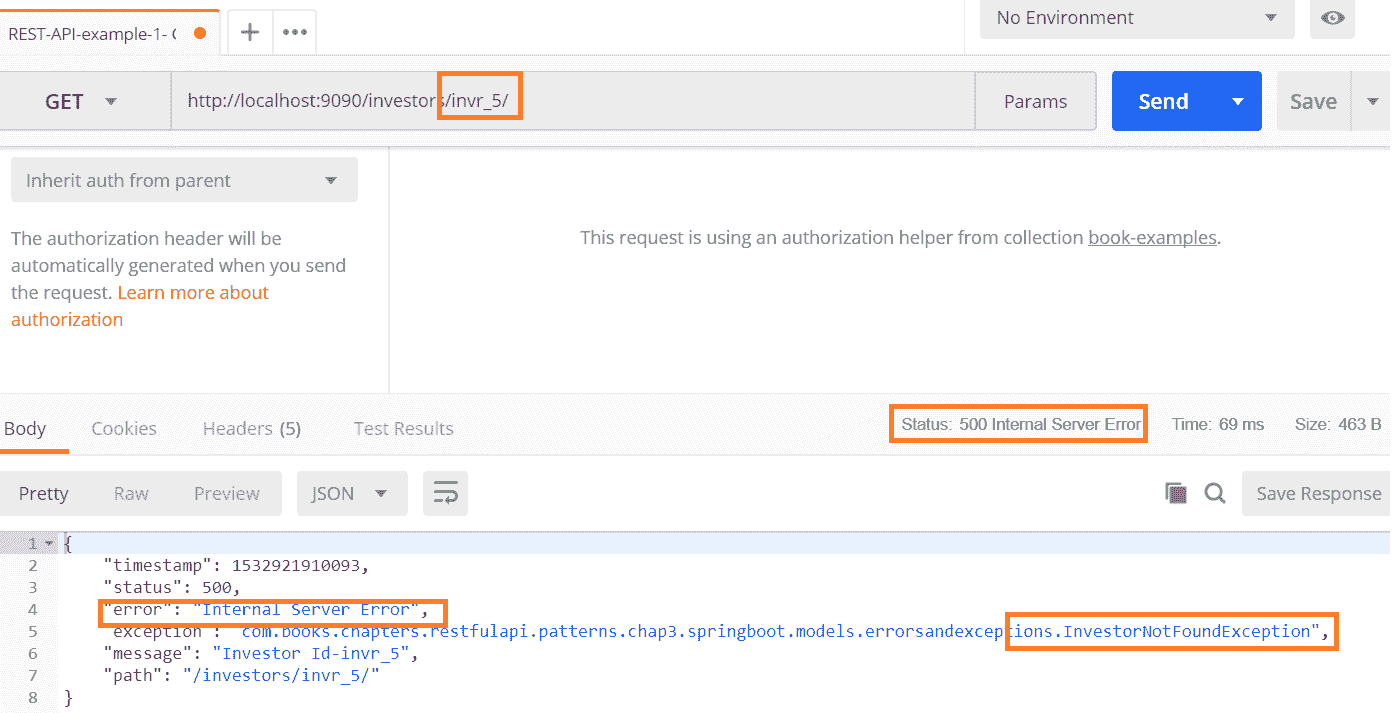 REST-API-example-1- C
No Environment
GET http://localhost:9090/investors/invr_5/ Params Send Save
Inherit auth from parent
The authorization header will be
automatically generated when you send
the request. Learn more about
authorization
This request is using an authorization helper from collection book-examples.
Body Cookies Headers (5) Test Results Status: 500 Internal Server Error Time: 69 ms Size: 463 B
Pretty Raw Preview JSON Save Response
1 {
2 "timestamp": 1532921910093,
3 "status": 500,
4 "error": "Internal Server Error",
5 "exception": "com.books.chapters.restfulapi.patterns.chap3.springboot.models.errorsandexceptions.InvestorNotFoundException",
6 "message": "Investor Id-invr_5",
7 "path": "/investors/invr_5/"
8 }